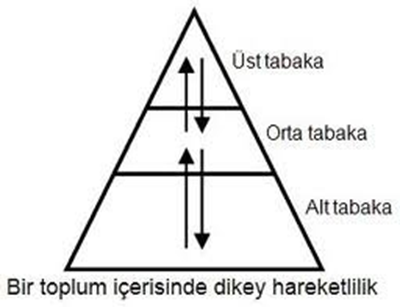 Üst tabaka
Orta tabaka
Alt tabaka
Bir toplum içerisinde dikey hareketlilik